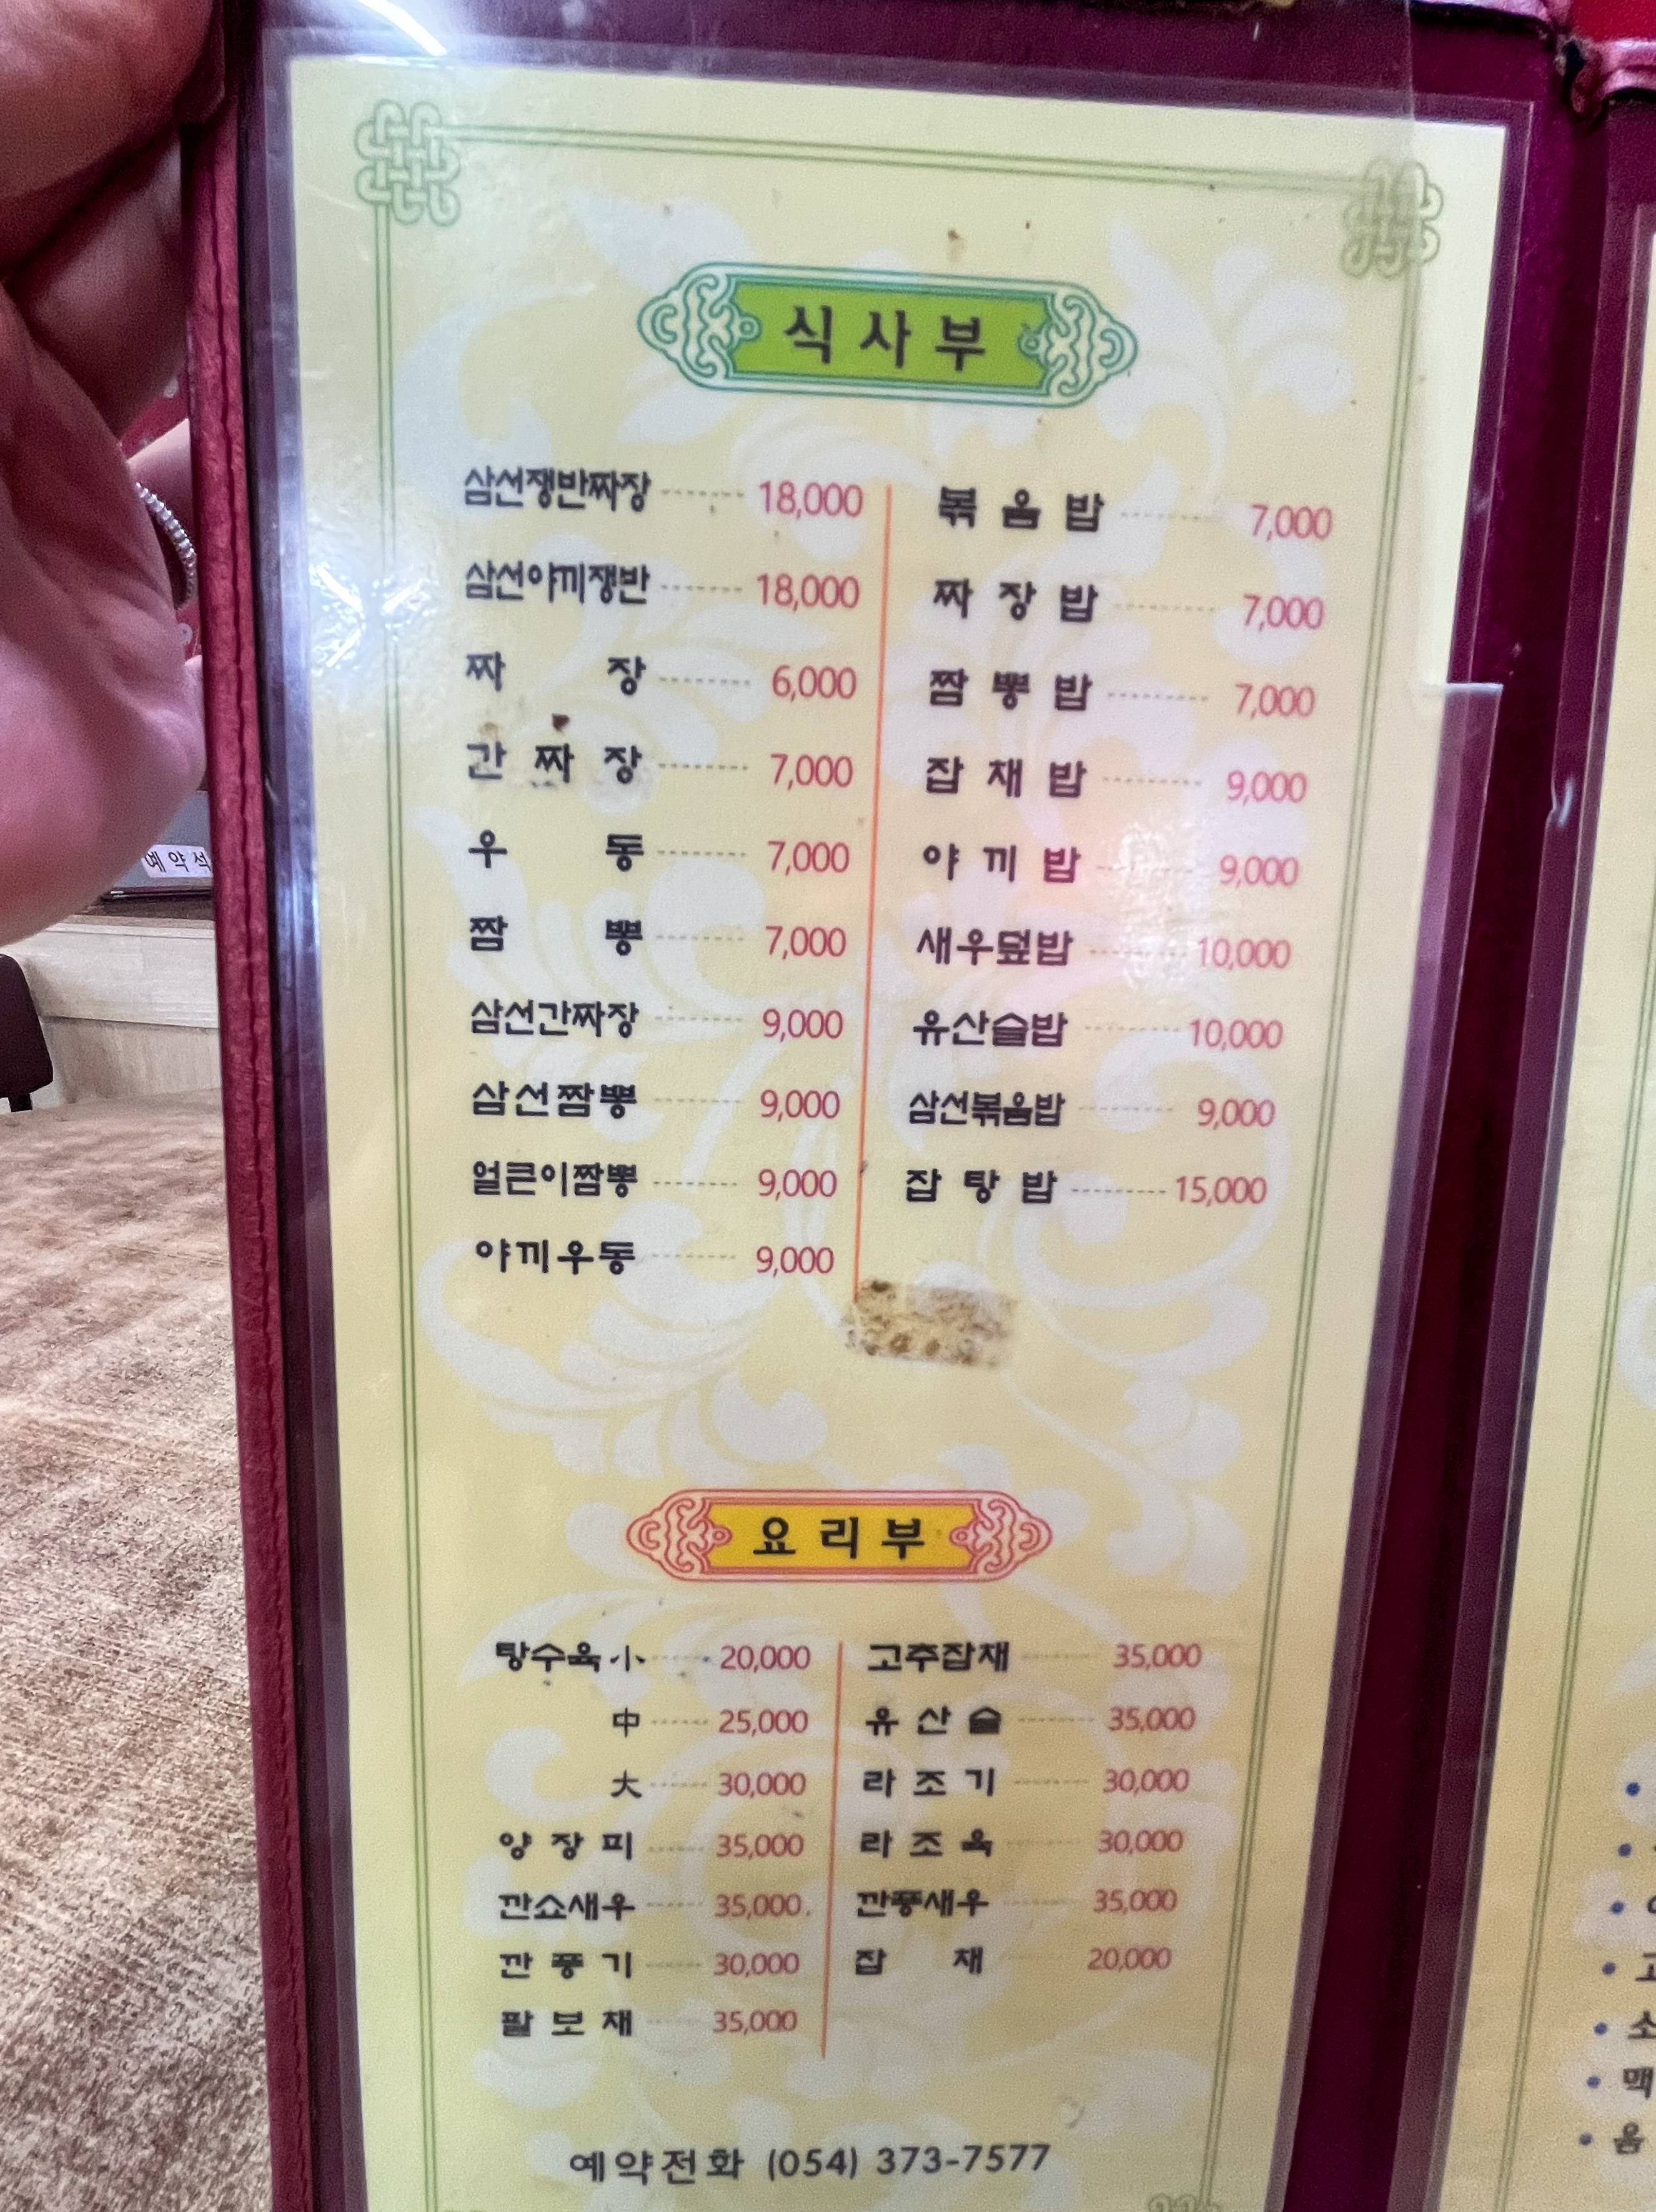 식사부
삼선쟁반짜장 18,000
삼선야끼쟁반 18,000
짜장 6,000
간짜장 7,000
우동 7,000
짬뽕 7,000
삼선간짜장 9,000
삼선짬뽕 9,000
얼큰이짬뽕 9,000
야끼우동 9,000
볶음밥 7,000
짜장밥 7,000
짬뽕밥 7,000
잡채밥 9,000
야끼밥 9,000
새우덮밥 10,000
유산슬밥 10,000
삼선볶음밥 9,000
잡탕밥 15,000
요리부
탕수육 小 20,000
中 25,000
大 30,000
양장피 35,000
깐쇼새우 35,000
깐풍기 30,000
팔보채 35,000
고추잡채 35,000
유산슬 35,000
라조기 30,000
라조육 30,000
깐풍새우 35,000
잡채 20,000
예약전화 (054) 373-7577
예약석
고
소
맥
음